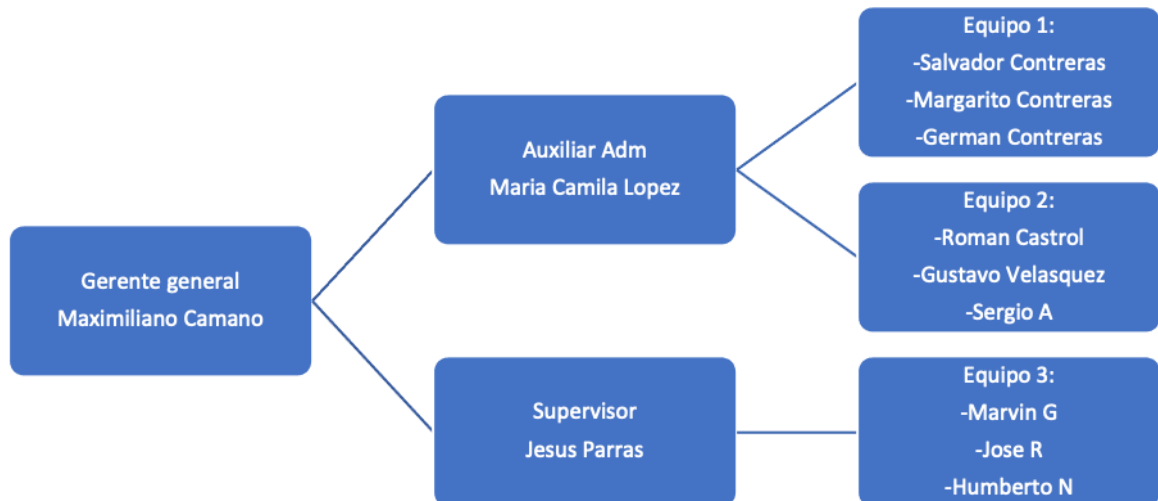 Gerente general
Maximiliano Camano
Auxiliar Adm
Maria Camila Lopez
Supervisor
Jesus Parras
Equipo 1:
-Salvador Contreras
-Margarito Contreras
-German Contreras
Equipo 2:
-Roman Castrol
-Gustavo Velasquez
-Sergio A
Equipo 3:
-Marvin G
-Jose R
-Humberto N